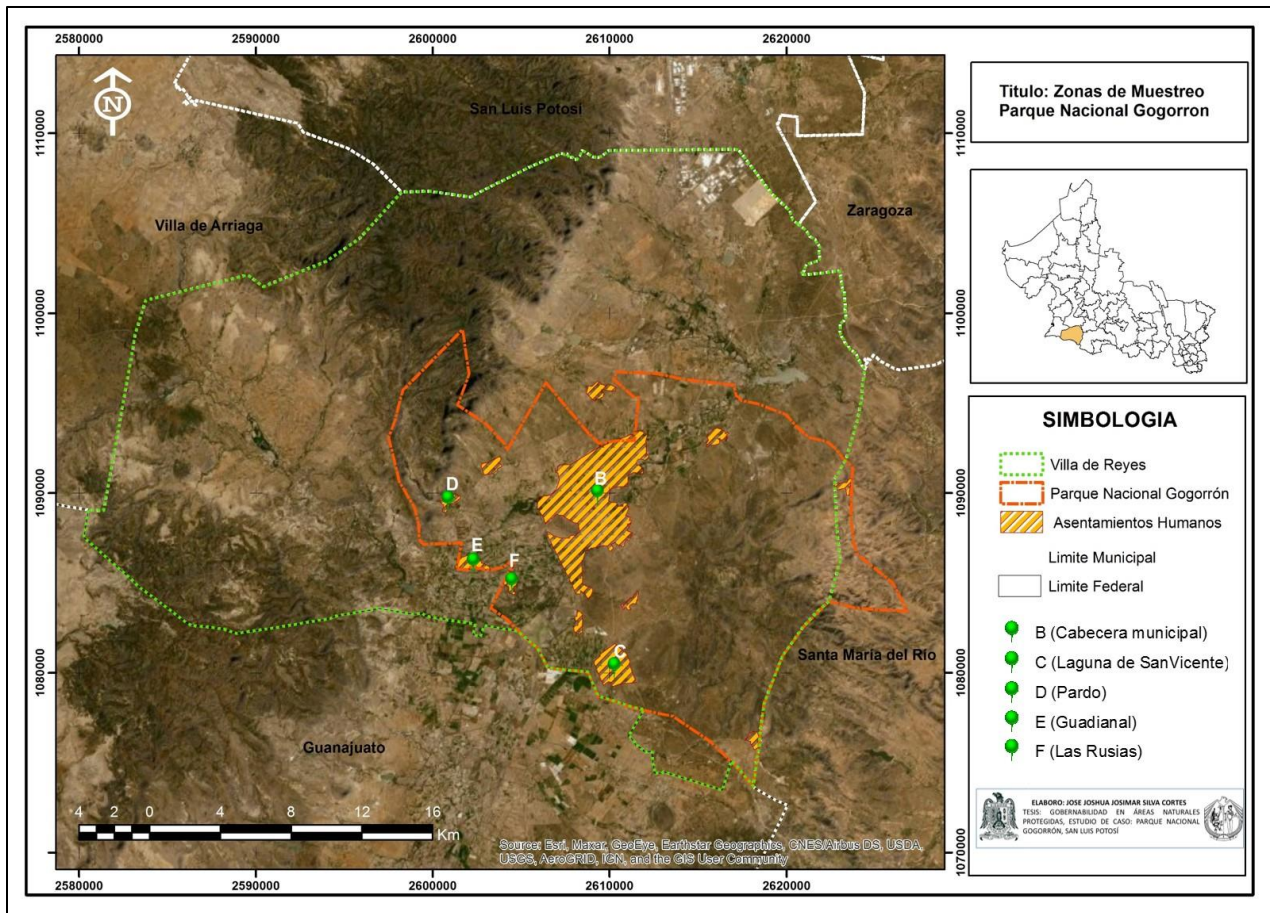 2580000
2590000
2600000
2610000
2620000
1110000
1100000
1090000
1080000
1070000
1110000
1100000
1090000
1080000
1070000
N
San Luis Potosí
Villa de Arriaga
Zaragoza
B
D
E
F
C
Santa María del Río
Guanajuato
4 2 0 4 8 12 16
Km
Source: Esri, Maxar, GeoEye, Earthstar Geographics, CNES/Airbus DS, USDA,
USGS, AeroGRID, IGN, and the GIS User Community
2580000
2590000
2600000
2610000
2620000
Titulo: Zonas de Muestreo
Parque Nacional Gogorron
SIMBOLOGIA
Villa de Reyes
Parque Nacional Gogorrón
Asentamientos Humanos
Limite Municipal
Limite Federal
B (Cabecera municipal)
C (Laguna de SanVicente)
D (Pardo)
E (Guadianal)
F (Las Rusias)
ELABORO: JOSE JOSHUA JOSIMAR SILVA CORTES
TESIS: GOBERNABILIDAD EN ÁREAS NATURALES
PROTEGIDAS, ESTUDIO DE CASO: PARQUE NACIONAL
GOGORRÓN, SAN LUIS POTOSÍ